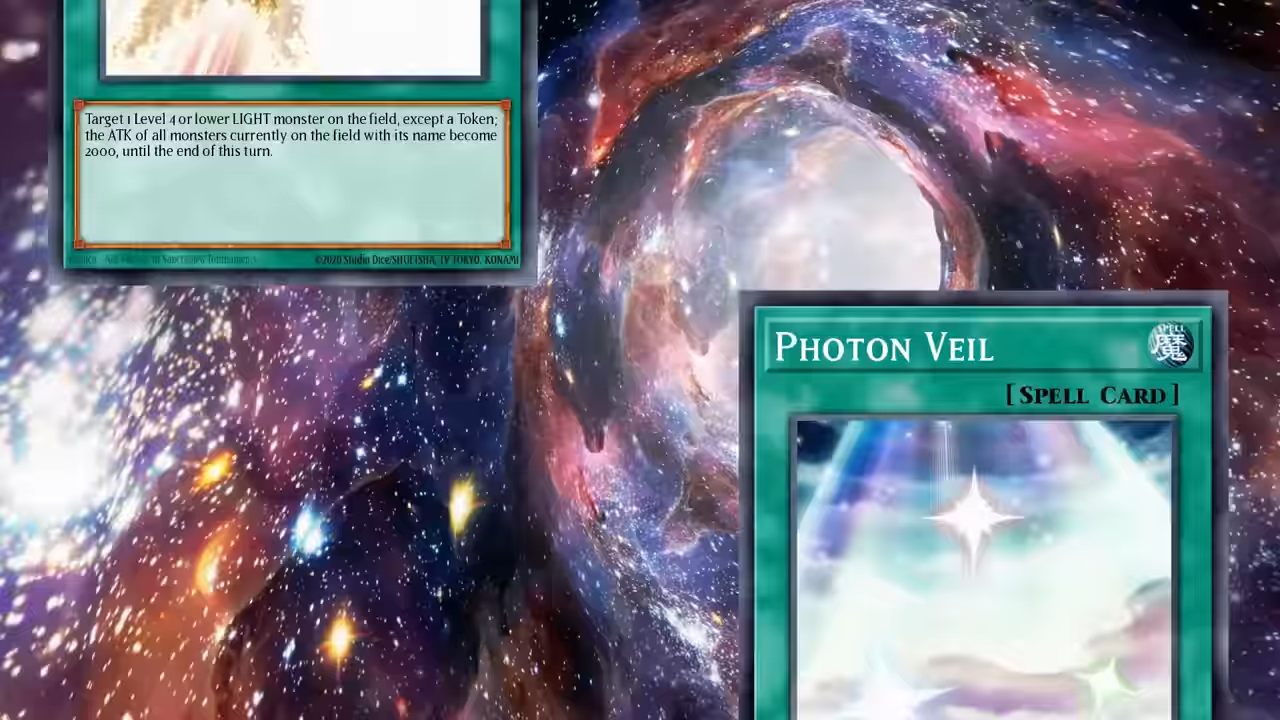 Target 1 Level 4 or lower LIGHT monster on the field, except a Token;
the ATK of all monsters currently on the field with its name become
2000, until the end of this turn.
©2020 Studio Dice/SHUEISHA, TV TOKYO, KONAMI
PHOTON VEIL
SPELL
魔
[SPELL CARD]